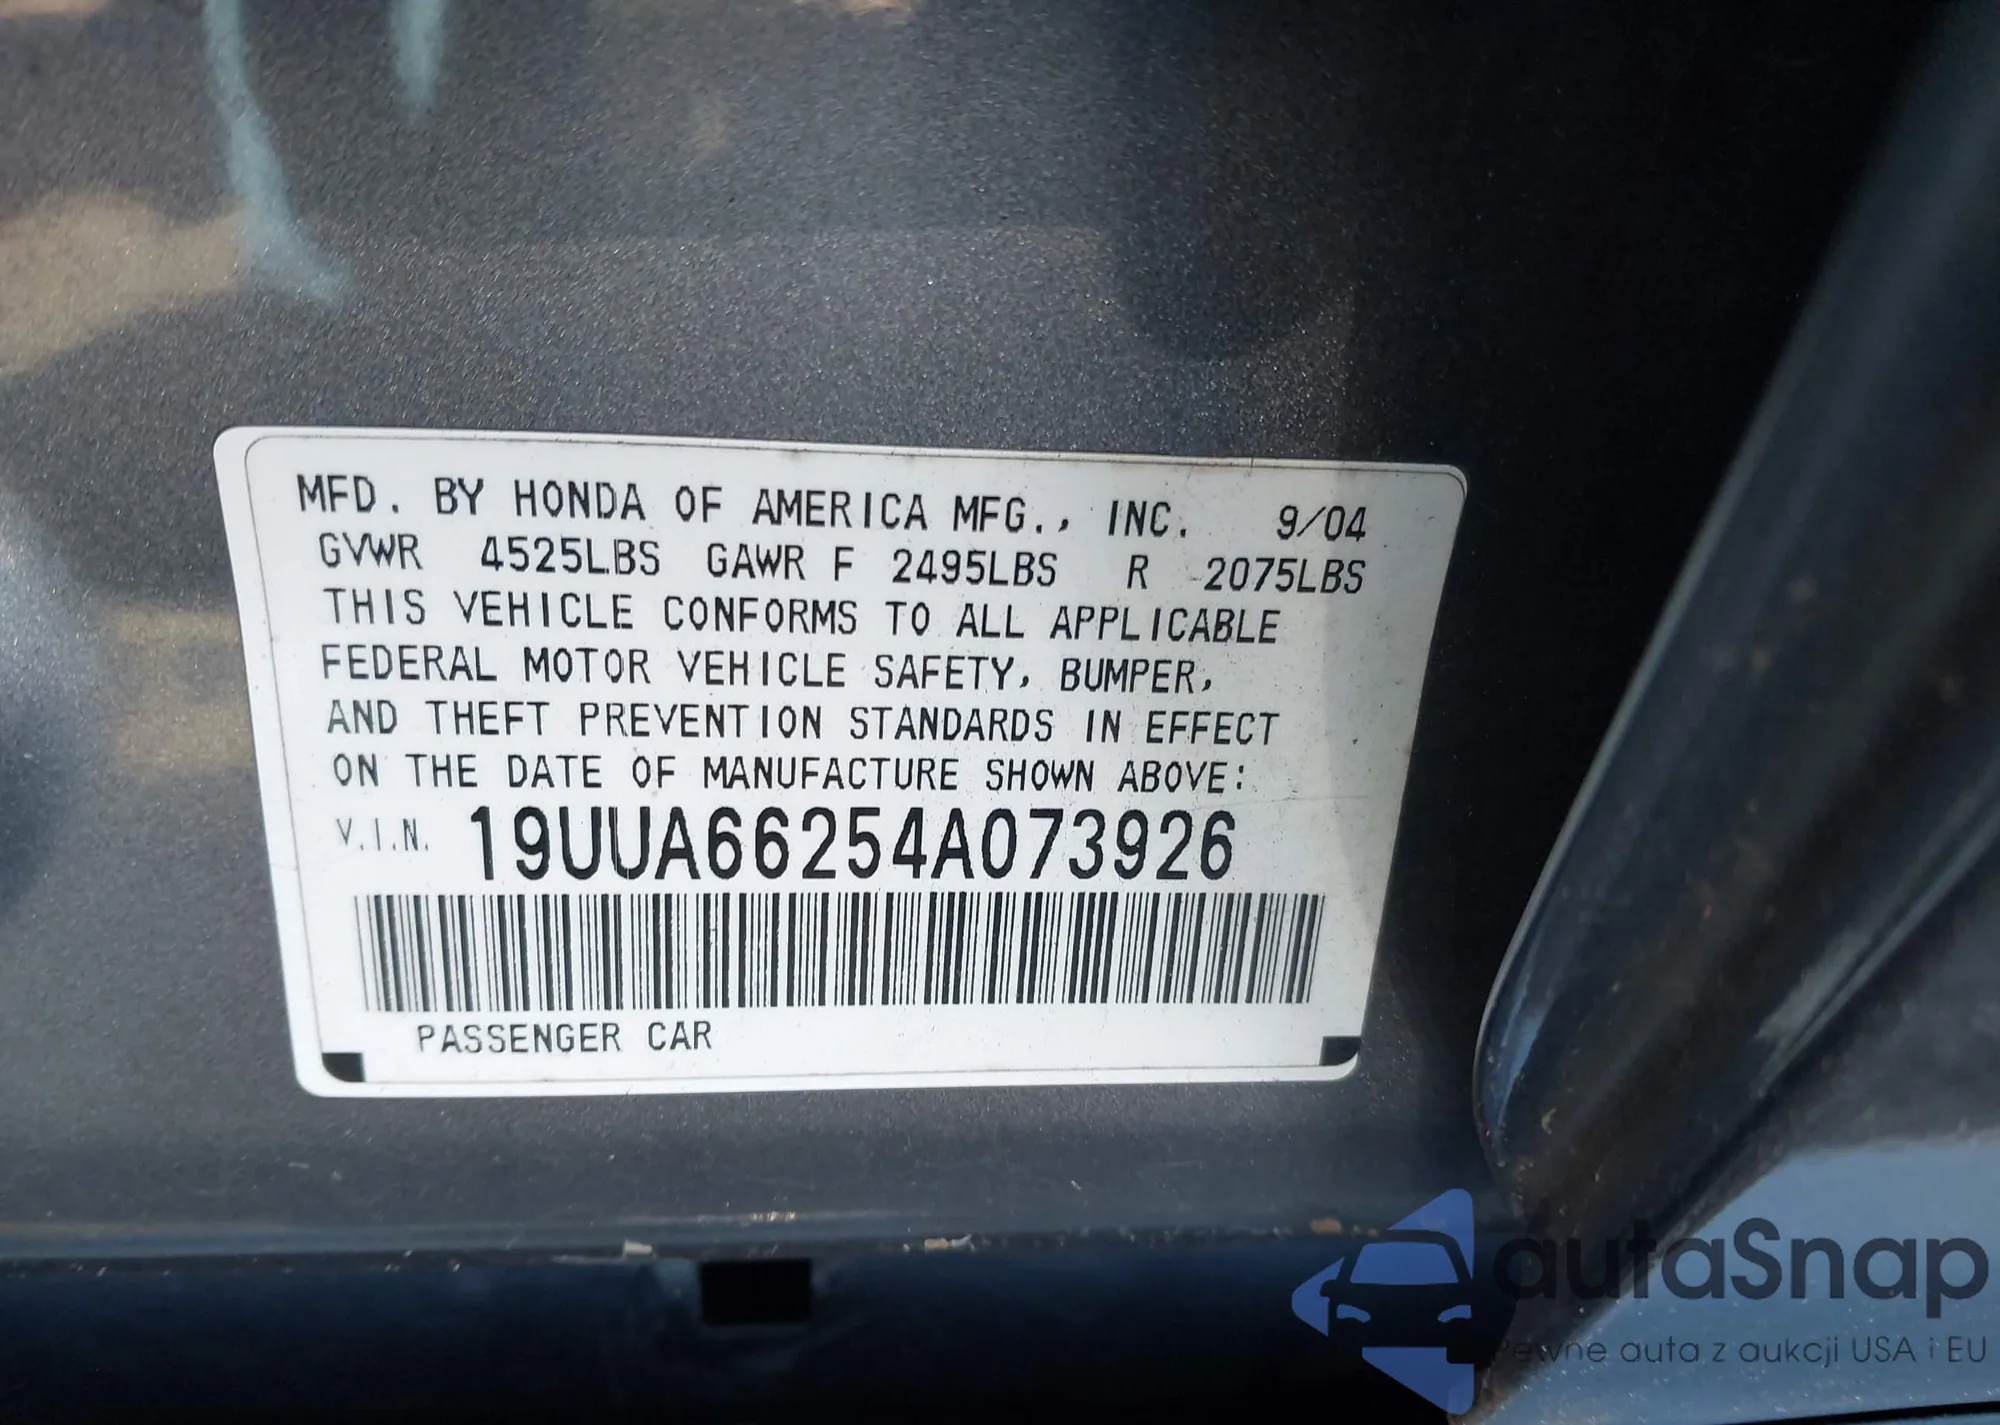 MFD. BY HONDA OF AMERICA MFG., INC. 9/04
GVWR 4525LBS GAWR F 2495LBS R 2075LBS
THIS VEHICLE CONFORMS TO ALL APPLICABLE
FEDERAL MOTOR VEHICLE SAFETY, BUMPER,
AND THEFT PREVENTION STANDARDS IN EFFECT
ON THE DATE OF MANUFACTURE SHOWN ABOVE:
V.I.N. 19UUA66254A073926
PASSENGER CAR
autaSnap
Pewne auta z aukcji USA i EU